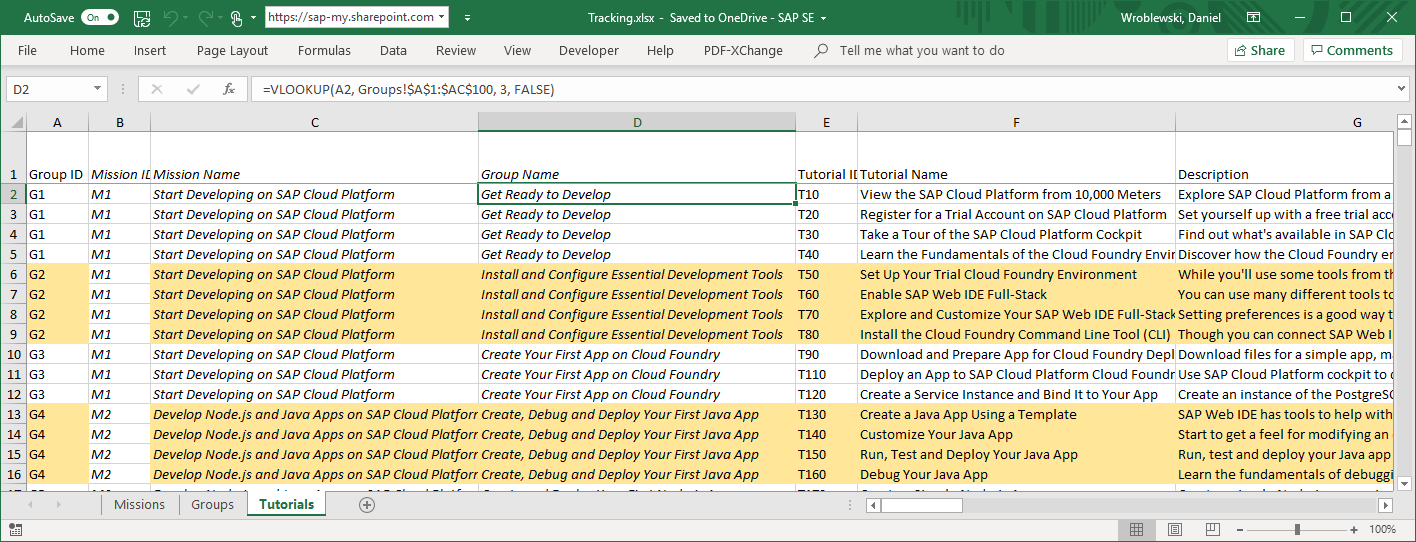 AutoSave On https://sap-my.sharepoint.com Tracking.xlsx - Saved to OneDrive - SAP SE Wroblewski, Daniel
File Home Insert Page Layout Formulas Data Review View Developer Help PDF-XChange Tell me what you want to do Share Comments
D2 fx =VLOOKUP(A2, Groups!$A$1:$AC$100, 3, FALSE)
A B C D E F G
1 Group ID Mission ID Mission Name Group Name Tutorial ID Tutorial Name Description
2 G1 M1 Start Developing on SAP Cloud Platform Get Ready to Develop T10 View the SAP Cloud Platform from 10,000 Meters Explore SAP Cloud Platform from a
3 G1 M1 Start Developing on SAP Cloud Platform Get Ready to Develop T20 Register for a Trial Account on SAP Cloud Platform Set yourself up with a free trial acc
4 G1 M1 Start Developing on SAP Cloud Platform Get Ready to Develop T30 Take a Tour of the SAP Cloud Platform Cockpit Find out what's available in SAP Clo
5 G1 M1 Start Developing on SAP Cloud Platform Get Ready to Develop T40 Learn the Fundamentals of the Cloud Foundry Envir Discover how the Cloud Foundry en
6 G2 M1 Start Developing on SAP Cloud Platform Install and Configure Essential Development Tools T50 Set Up Your Trial Cloud Foundry Environment While you'll use some tools from th
7 G2 M1 Start Developing on SAP Cloud Platform Install and Configure Essential Development Tools T60 Enable SAP Web IDE Full-Stack You can use many different tools to
8 G2 M1 Start Developing on SAP Cloud Platform Install and Configure Essential Development Tools T70 Explore and Customize Your SAP Web IDE Full-Stack Setting preferences is a good way t
9 G2 M1 Start Developing on SAP Cloud Platform Install and Configure Essential Development Tools T80 Install the Cloud Foundry Command Line Tool (CLI) Though you can connect SAP Web I
10 G3 M1 Start Developing on SAP Cloud Platform Create Your First App on Cloud Foundry T90 Download and Prepare App for Cloud Foundry Depl Download files for a simple app, m
11 G3 M1 Start Developing on SAP Cloud Platform Create Your First App on Cloud Foundry T110 Deploy an App to SAP Cloud Platform Cloud Foundr Use SAP Cloud Platform cockpit to
12 G3 M1 Start Developing on SAP Cloud Platform Create Your First App on Cloud Foundry T120 Create a Service Instance and Bind It to Your App Create an instance of the PostgreSQ
13 G4 M2 Develop Node.js and Java Apps on SAP Cloud Platforr Create, Debug and Deploy Your First Java App T130 Create a Java App Using a Template SAP Web IDE has tools to help with
14 G4 M2 Develop Node.js and Java Apps on SAP Cloud Platforr Create, Debug and Deploy Your First Java App T140 Customize Your Java App Start to get a feel for modifying an
15 G4 M2 Develop Node.js and Java Apps on SAP Cloud Platforr Create, Debug and Deploy Your First Java App T150 Run, Test and Deploy Your Java App Run, test and deploy your java app
16 G4 M2 Develop Node.js and Java Apps on SAP Cloud Platforr Create, Debug and Deploy Your First Java App T160 Debug Your Java App Learn the fundamentals of debuggi
Missions Groups Tutorials
100%